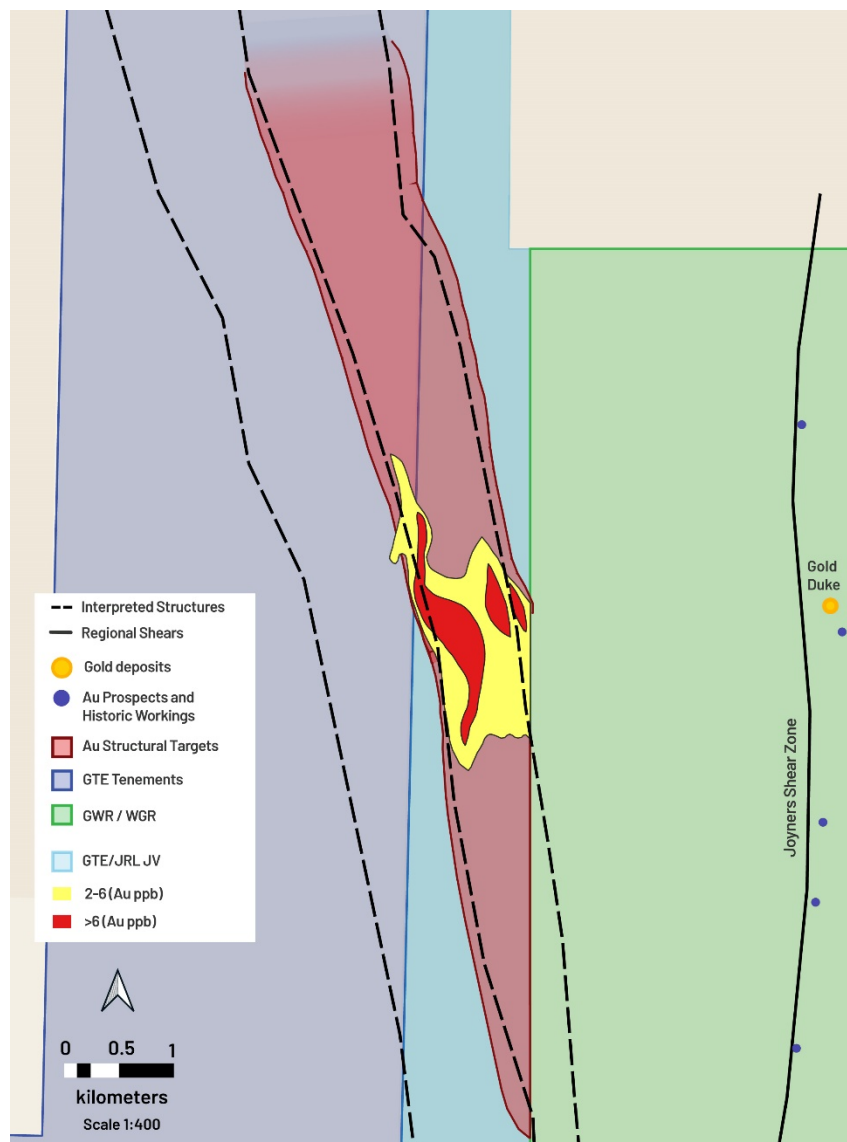 Gold
Duke
Joyners Shear Zone
Interpreted Structures
Regional Shears
Gold deposits
Au Prospects and
Historic Workings
Au Structural Targets
GTE Tenements
GWR / WGR
GTE/JRL JV
2-6 (Au ppb)
>6 (Au ppb)
0 0.5 1
kilometers
Scale 1:400